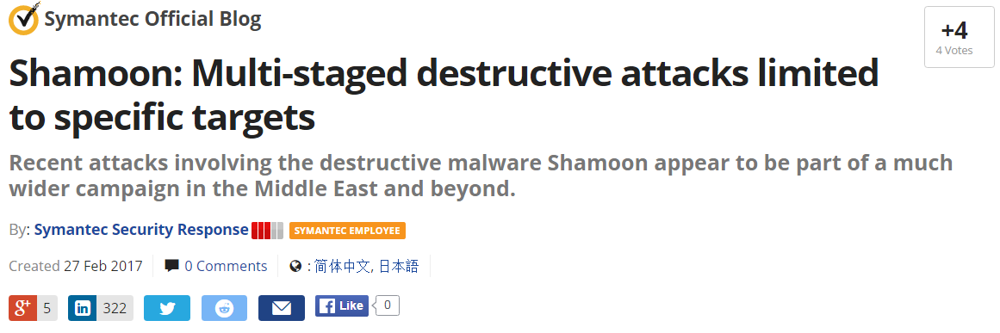 Symantec Official Blog
+4
4 Votes
Shamoon: Multi-staged destructive attacks limited
to specific targets
Recent attacks involving the destructive malware Shamoon appear to be part of a much
wider campaign in the Middle East and beyond.
By: Symantec Security Response SYMANTEC EMPLOYEE
Created 27 Feb 2017 0 Comments : 简体中文, 日本語
g+ 5 in 322 f Like 0